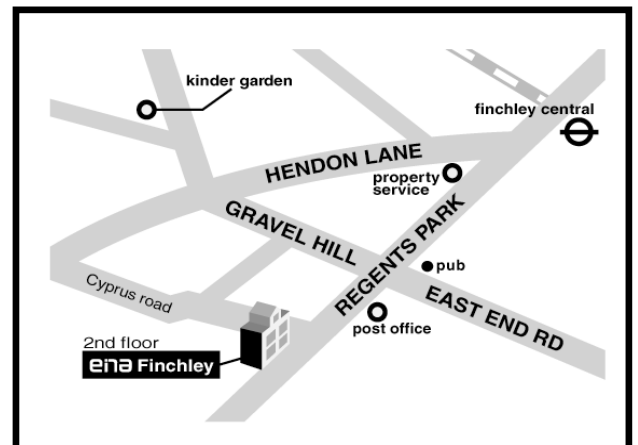 kinder garden
finchley central
HENDON LANE
property
service
GRAVEL HILL
REGENTS PARK
pub
EAST END RD
Cyprus road
post office
2nd floor
ena Finchley